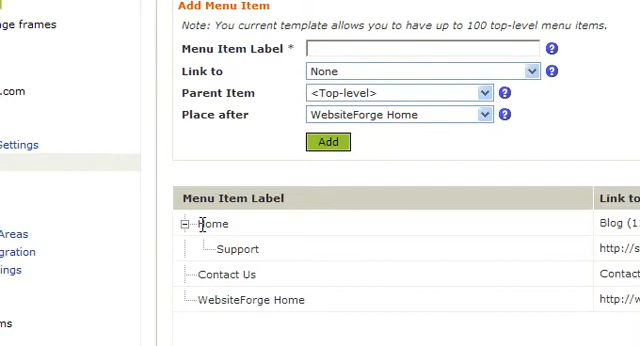 Add Menu Item
ge frames
Note: You current template allows you to have up to 100 top-level menu items.
Menu Item Label *
Link to None
.com
Parent Item <Top-level>
Place after WebsiteForge Home
Settings
Add
Menu Item Label Link to
Home Blog (1
Areas
Support http://s
gration
ings
Contact Us Contact
WebsiteForge Home http://w
ms